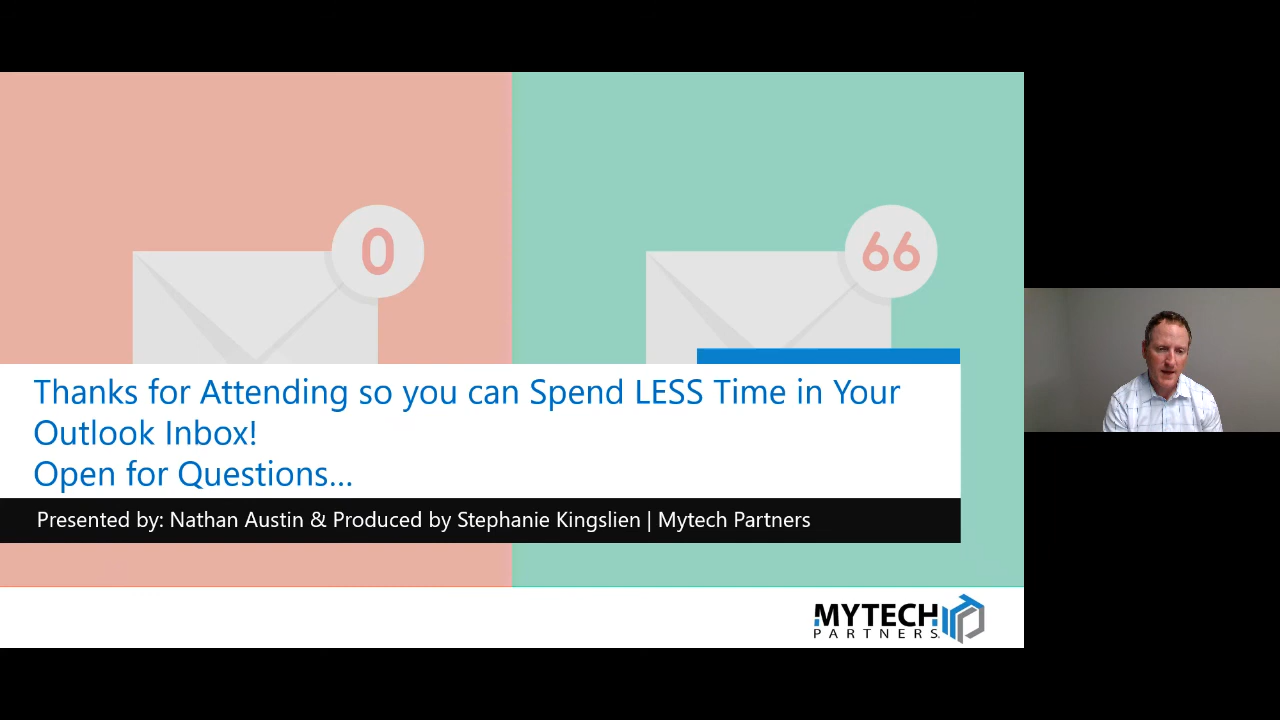 0
66
Thanks for Attending so you can Spend LESS Time in Your
Outlook Inbox!
Open for Questions...
Presented by: Nathan Austin & Produced by Stephanie Kingslien | Mytech Partners
MYTECH
PARTNERS